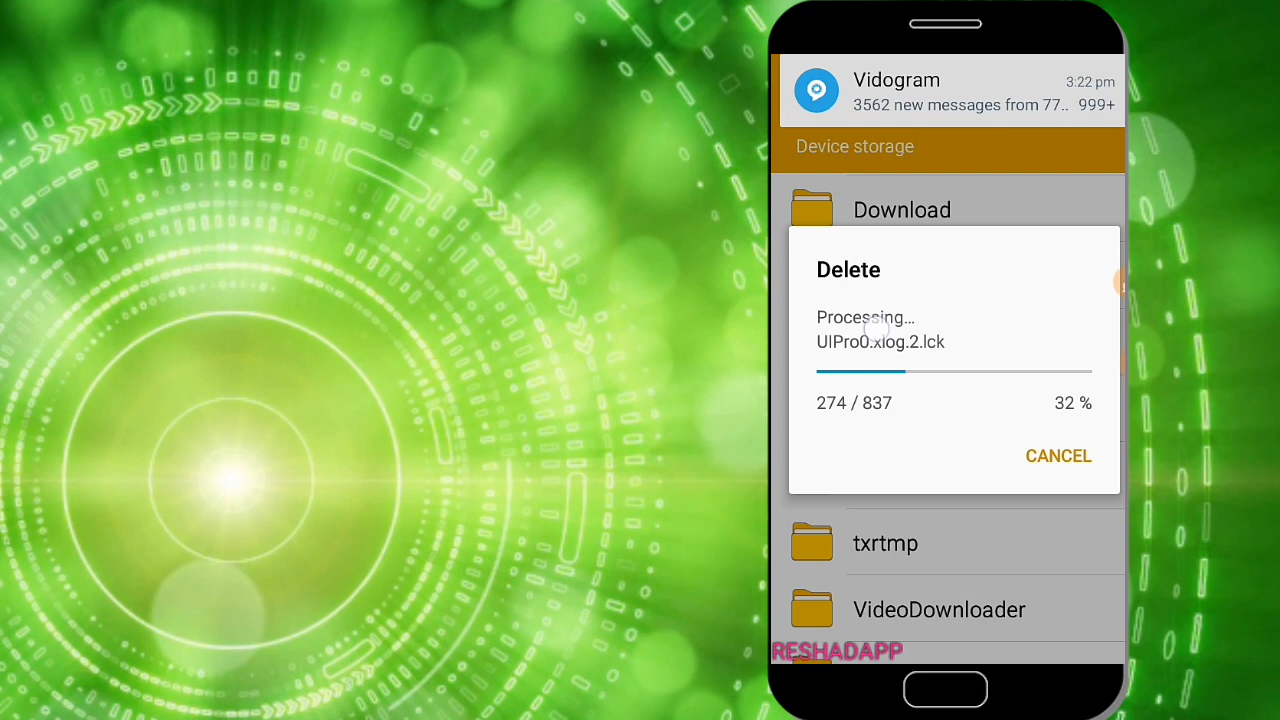 Vidogram
3:22 pm
3562 new messages from 77.. 999+
Device storage
Download
Delete
Processing...
UIPro0.xlog.2.lck
274 / 837
32 %
CANCEL
txrtmp
VideoDownloader
RESHADAPP